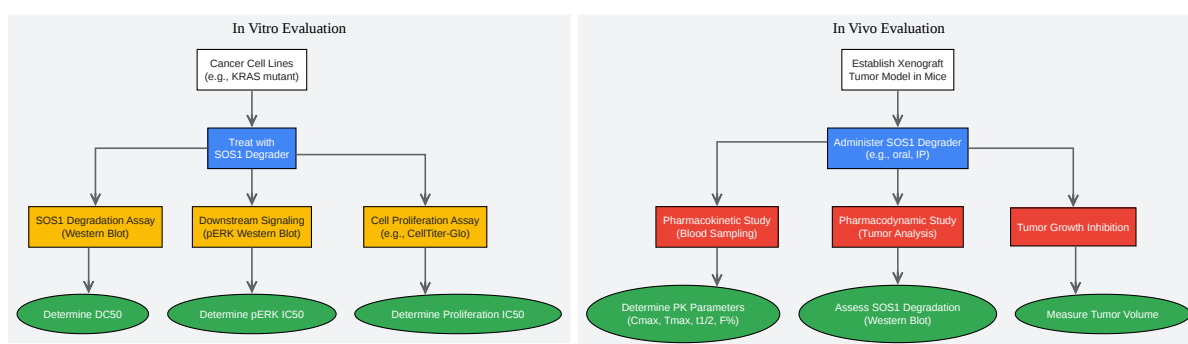 In Vitro Evaluation
Cancer Cell Lines
(e.g., KRAS mutant)
Treat with
SOS1 Degrader
SOS1 Degradation Assay
(Western Blot)
Downstream Signaling
(pERK Western Blot)
Cell Proliferation Assay
(e.g., CellTiter-Glo)
Determine DC50
Determine pERK IC50
Determine Proliferation IC50
In Vivo Evaluation
Establish Xenograft
Tumor Model in Mice
Administer SOS1 Degrader
(e.g., oral, IP)
Pharmacokinetic Study
(Blood Sampling)
Pharmacodynamic Study
(Tumor Analysis)
Tumor Growth Inhibition
Determine PK Parameters
(Cmax, Tmax, t1/2, F%)
Assess SOS1 Degradation
(Western Blot)
Measure Tumor Volume